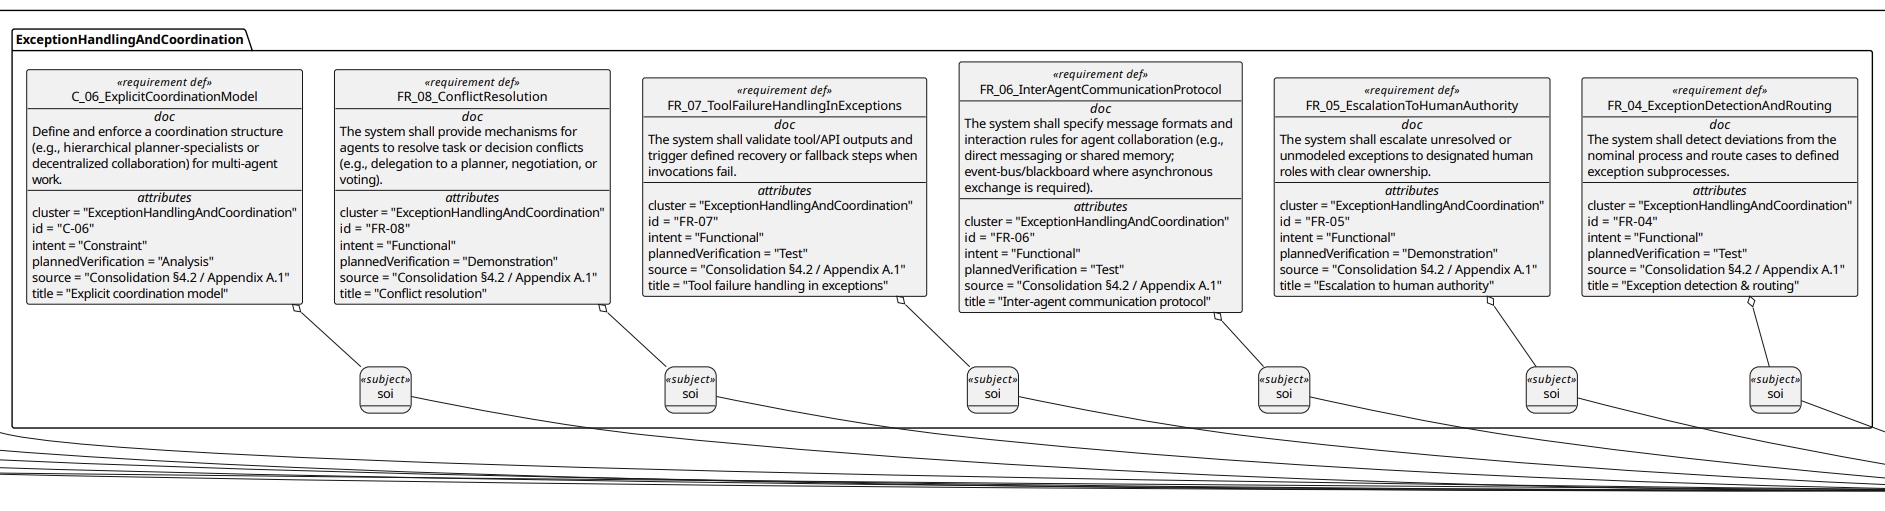 ExceptionHandlingAndCoordination
«requirement def»
C_06_ExplicitCoordinationModel
doc
Define and enforce a coordination structure
(e.g., hierarchical planner-specialists or
decentralized collaboration) for multi-agent
work.
attributes
cluster = "ExceptionHandlingAndCoordination"
id = "C-06"
intent = "Constraint"
plannedVerification = "Analysis"
source = "Consolidation §4.2 / Appendix A.1"
title = "Explicit coordination model"
«requirement def»
FR_08_ConflictResolution
doc
The system shall provide mechanisms for
agents to resolve task or decision conflicts
(e.g., delegation to a planner, negotiation, or
voting).
attributes
cluster = "ExceptionHandlingAndCoordination"
id = "FR-08"
intent = "Functional"
plannedVerification = "Demonstration"
source = "Consolidation §4.2 / Appendix A.1"
title = "Conflict resolution"
«requirement def»
FR_07_ToolFailureHandlingInExceptions
doc
The system shall validate tool/API outputs and
trigger defined recovery or fallback steps when
invocations fail.
attributes
cluster = "ExceptionHandlingAndCoordination"
id = "FR-07"
intent = "Functional"
plannedVerification = "Test"
source = "Consolidation §4.2 / Appendix A.1"
title = "Tool failure handling in exceptions"
«requirement def»
FR_06_InterAgentCommunicationProtocol
doc
The system shall specify message formats and
interaction rules for agent collaboration (e.g.,
direct messaging or shared memory;
event-bus/blackboard where asynchronous
exchange is required).
attributes
cluster = "ExceptionHandlingAndCoordination"
id = "FR-06"
intent = "Functional"
plannedVerification = "Test"
source = "Consolidation §4.2 / Appendix A.1"
title = "Inter-agent communication protocol"
«requirement def»
FR_05_EscalationToHumanAuthority
doc
The system shall escalate unresolved or
unmodeled exceptions to designated human
roles with clear ownership.
attributes
cluster = "ExceptionHandlingAndCoordination"
id = "FR-05"
intent = "Functional"
plannedVerification = "Demonstration"
source = "Consolidation §4.2 / Appendix A.1"
title = "Escalation to human authority"
«requirement def»
FR_04_ExceptionDetectionAndRouting
doc
The system shall detect deviations from the
nominal process and route cases to defined
exception subprocesses.
attributes
cluster = "ExceptionHandlingAndCoordination"
id = "FR-04"
intent = "Functional"
plannedVerification = "Test"
source = "Consolidation §4.2 / Appendix A.1"
title = "Exception detection & routing"
«subject»
soi
«subject»
soi
«subject»
soi
«subject»
soi
«subject»
soi
«subject»
soi